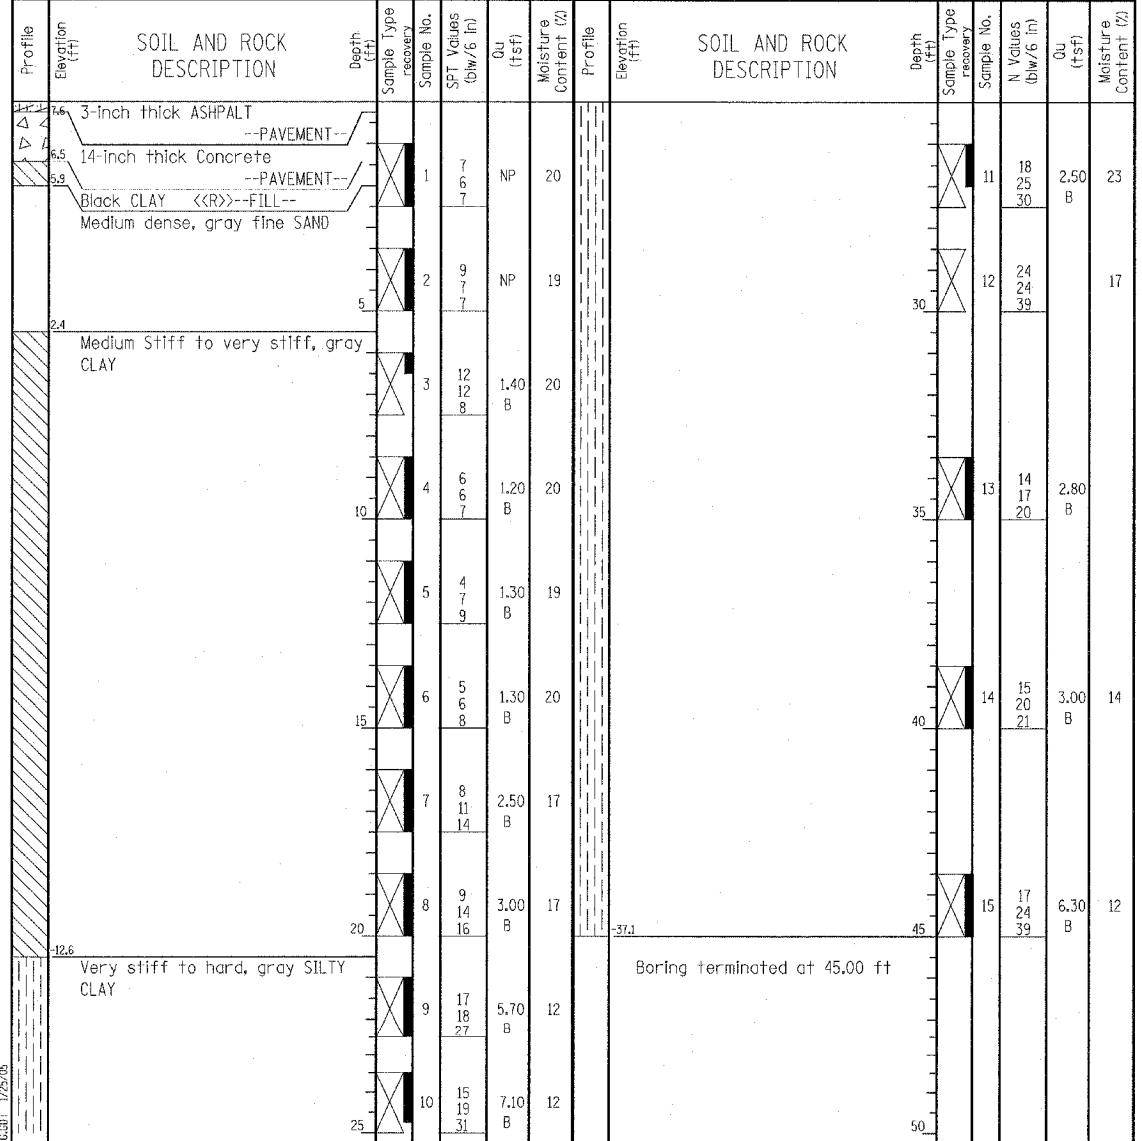 Profile
Elevation (ft)
SOIL AND ROCK
DESCRIPTION
Depth (ft)
Sample Type
recovery
Sample No.
SPT Values (blw/6 in)
Qu (tsf)
Moisture Content (%)
Profile
Elevation (ft)
SOIL AND ROCK
DESCRIPTION
Depth (ft)
Sample Type
recovery
Sample No.
N Values (blw/6 in)
Qu (tsf)
Moisture Content (%)
7.6 3-inch thick ASHPALT
--PAVEMENT--
6.5 14-inch thick Concrete
--PAVEMENT--
5.9
Black CLAY <<R>>--FILL--
Medium dense, gray fine SAND
1 7 6 7 NP 20
2 9 7 7 NP 19
5
2.4
Medium Stiff to very stiff, gray
CLAY
3 12 12 8 1.40 B 20
4 6 6 7 1.20 B 20
10
5 4 7 9 1.30 B 19
6 5 6 8 1.30 B 20
15
7 8 11 14 2.50 B 17
8 9 14 16 3.00 B 17
20
-12.6
Very stiff to hard, gray SILTY
CLAY
9 17 18 27 5.70 B 12
10 15 19 31 7.10 B 12
25
11 18 25 30 2.50 B 23
12 24 24 39 17
30
13 14 17 20 2.80 B
35
14 15 20 21 3.00 B 14
40
15 17 24 39 6.30 B 12
-37.1
45
Boring terminated at 45.00 ft
50
1/25/05